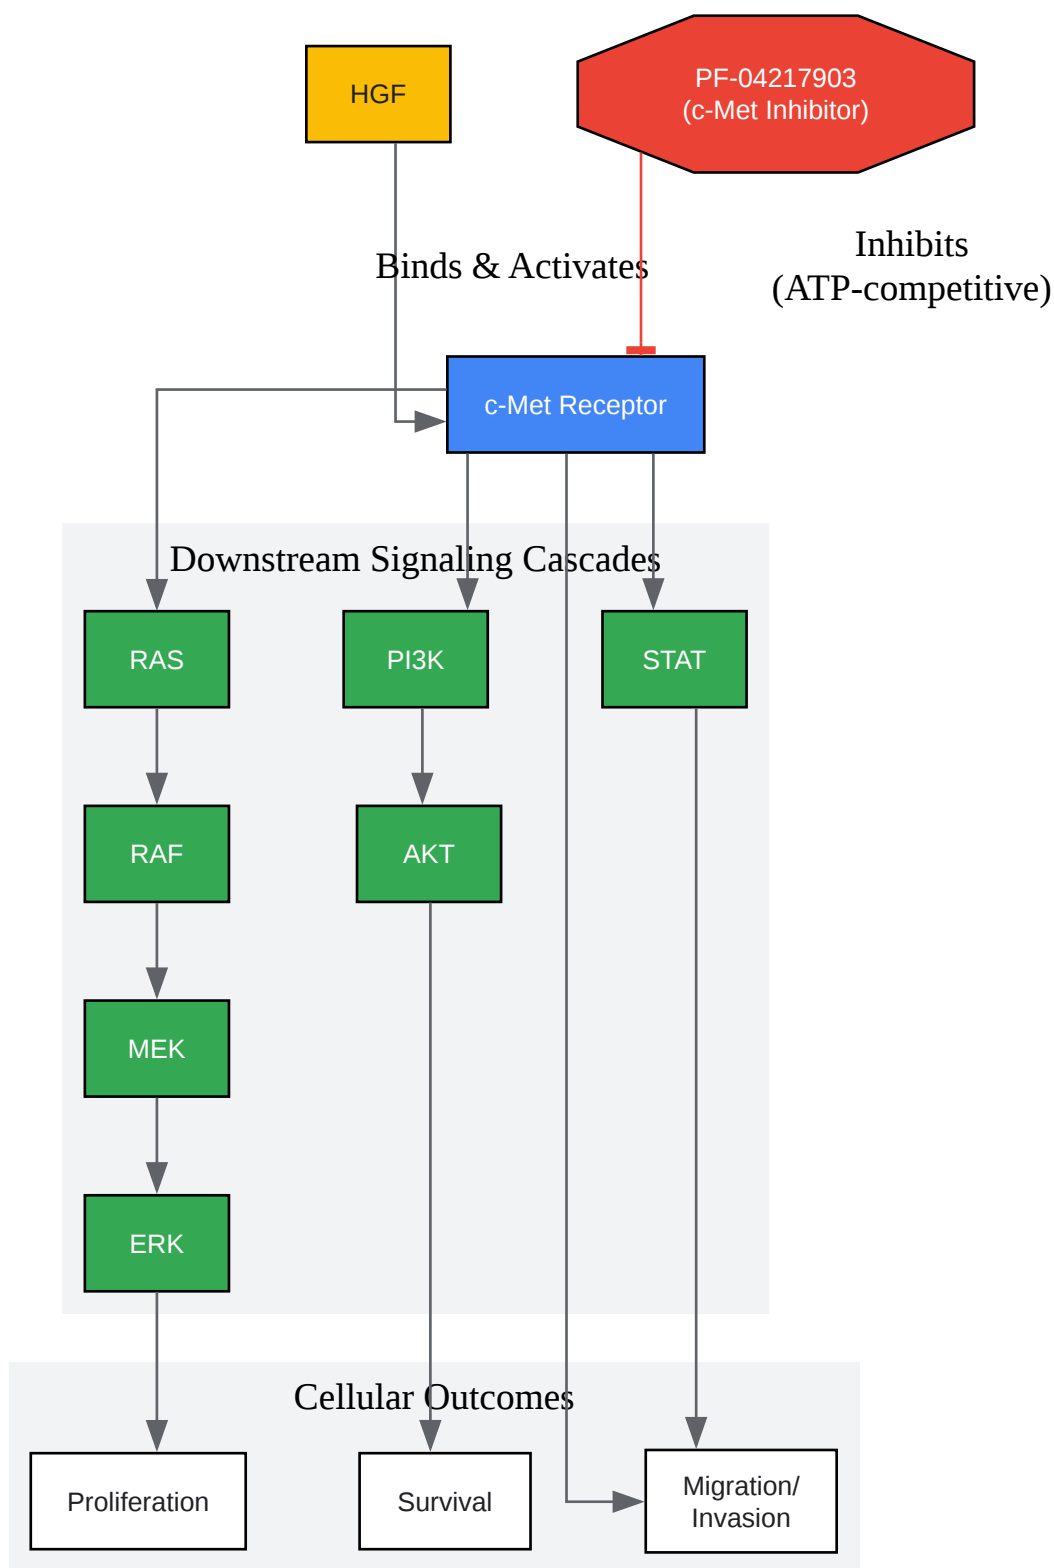 HGF
PF-04217903
(c-Met Inhibitor)
Binds & Activates
Inhibits
(ATP-competitive)
c-Met Receptor
Downstream Signaling Cascades
RAS
PI3K
STAT
RAF
AKT
MEK
ERK
Cellular Outcomes
Proliferation
Survival
Migration/
Invasion